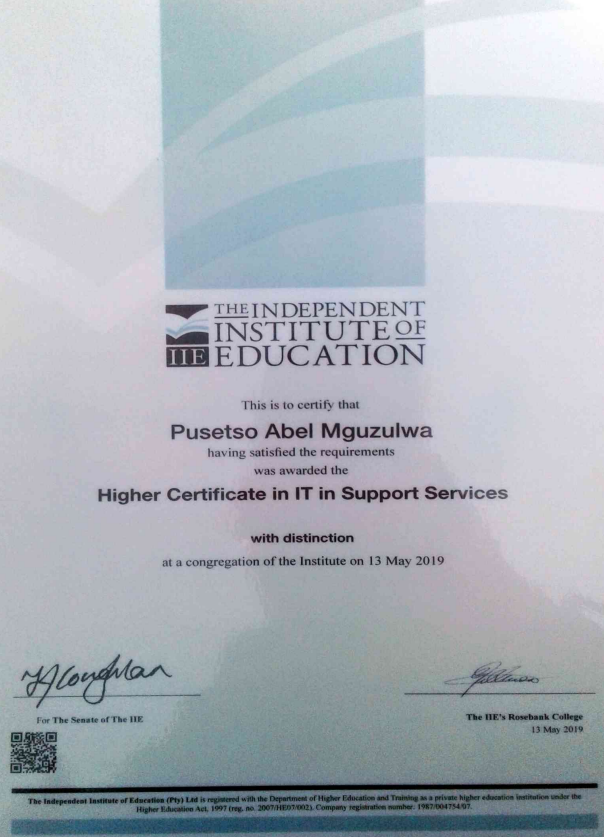 THE INDEPENDENT
INSTITUTE OF
IIE EDUCATION
This is to certify that
Pusetso Abel Mguzulwa
having satisfied the requirements
was awarded the
Higher Certificate in IT in Support Services
with distinction
at a congregation of the Institute on 13 May 2019
For The Senate of The IIE
The IIE's Rosebank College
13 May 2019
The Independent Institute of Education (Pty) Ltd is registered with the Department of Higher Education and Training as a private higher education institution under the
Higher Education Act, 1997 (reg. no. 2007/HE07/002). Company registration number: 1987/004754/07.